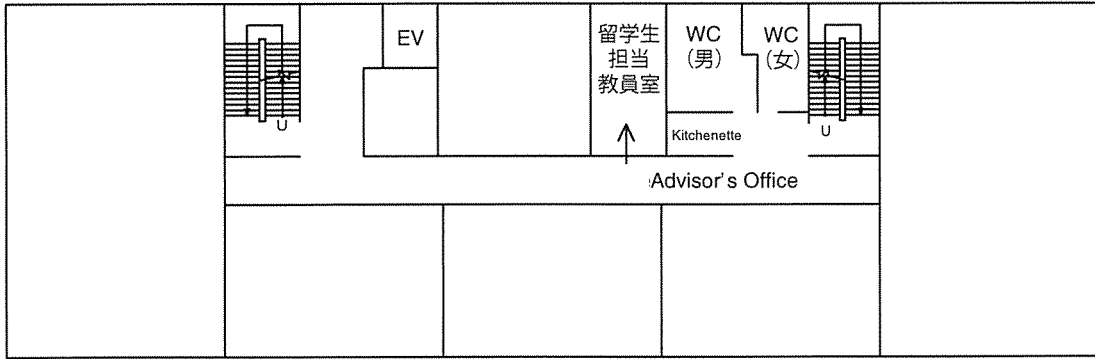 EV
留学生
担当
教員室
WC
(男)
WC
(女)
U
Kitchenette
U
Advisor's Office